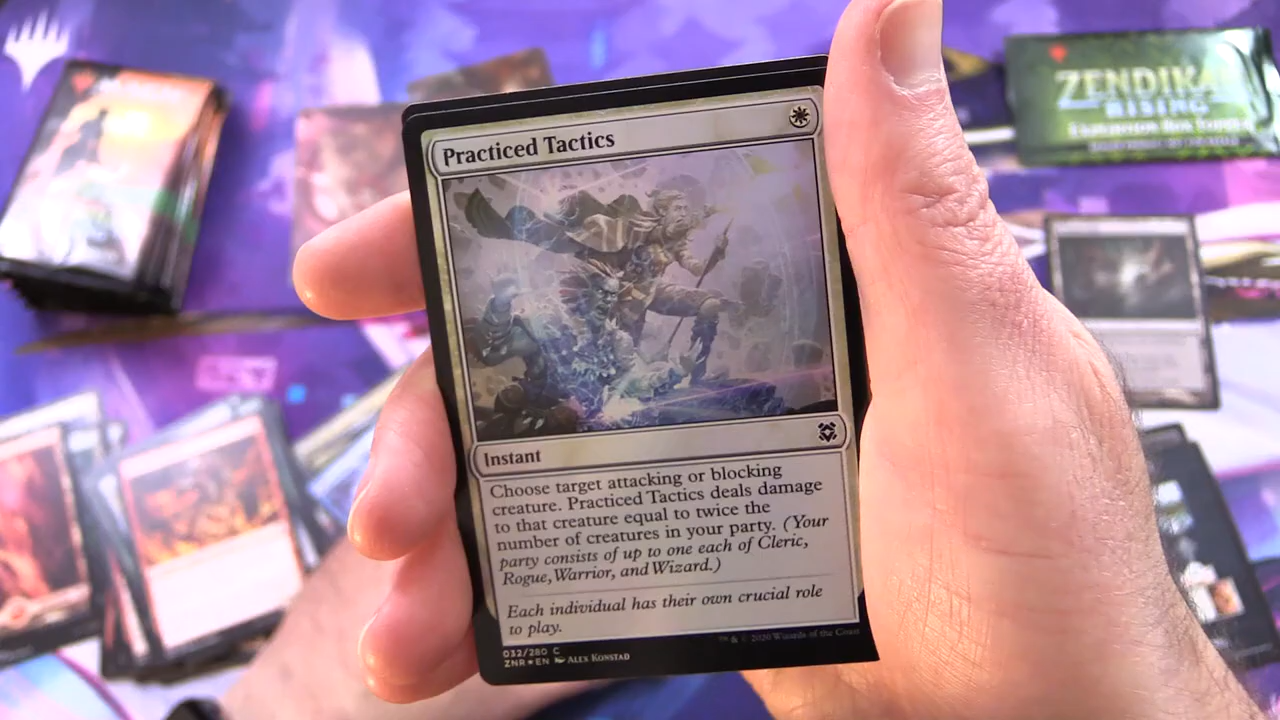 Practiced Tactics
Instant
Choose target attacking or blocking
creature. Practiced Tactics deals damage
to that creature equal to twice the
number of creatures in your party. (Your
party consists of up to one each of Cleric,
Rogue, Warrior, and Wizard.)
Each individual has their own crucial role
to play.
032/280 C
ZNR ★ EN Alex Konstad
™ & © 2020 Wizards of the Coast
ZENDIKA
RISING